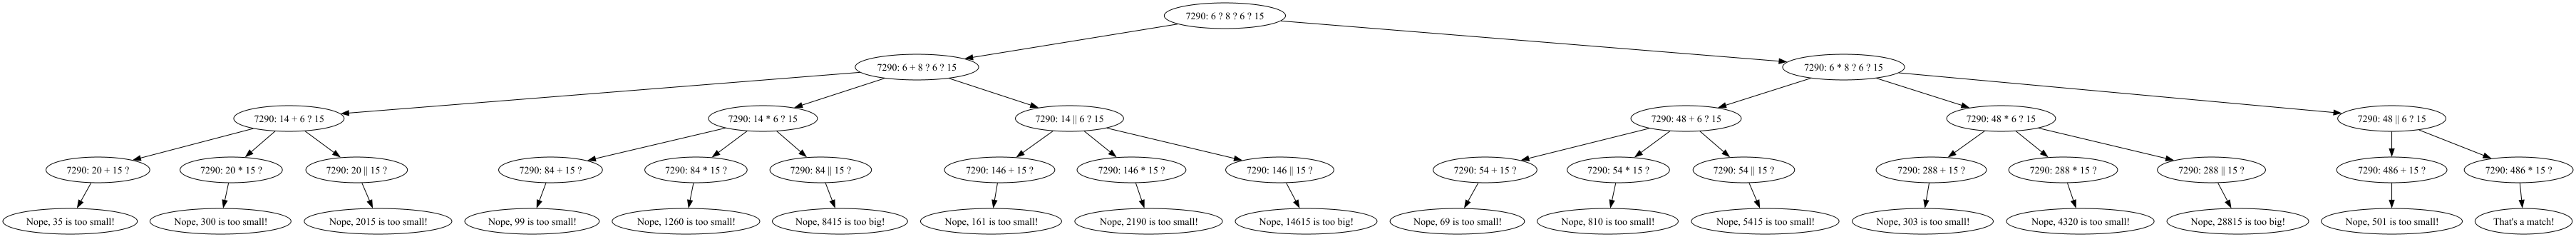 7290: 6 ? 8 ? 6 ? 15
7290: 6 + 8 ? 6 ? 15
7290: 6 * 8 ? 6 ? 15
7290: 14 + 6 ? 15
7290: 14 * 6 ? 15
7290: 14 || 6 ? 15
7290: 48 + 6 ? 15
7290: 48 * 6 ? 15
7290: 48 || 6 ? 15
7290: 20 + 15 ?
7290: 20 * 15 ?
7290: 20 || 15 ?
7290: 84 + 15 ?
7290: 84 * 15 ?
7290: 84 || 15 ?
7290: 146 + 15 ?
7290: 146 * 15 ?
7290: 146 || 15 ?
7290: 54 + 15 ?
7290: 54 * 15 ?
7290: 54 || 15 ?
7290: 288 + 15 ?
7290: 288 * 15 ?
7290: 288 || 15 ?
7290: 486 + 15 ?
7290: 486 * 15 ?
Nope, 35 is too small!
Nope, 300 is too small!
Nope, 2015 is too small!
Nope, 99 is too small!
Nope, 1260 is too small!
Nope, 8415 is too big!
Nope, 161 is too small!
Nope, 2190 is too small!
Nope, 14615 is too big!
Nope, 69 is too small!
Nope, 810 is too small!
Nope, 5415 is too small!
Nope, 303 is too small!
Nope, 4320 is too small!
Nope, 28815 is too big!
Nope, 501 is too small!
That's a match!